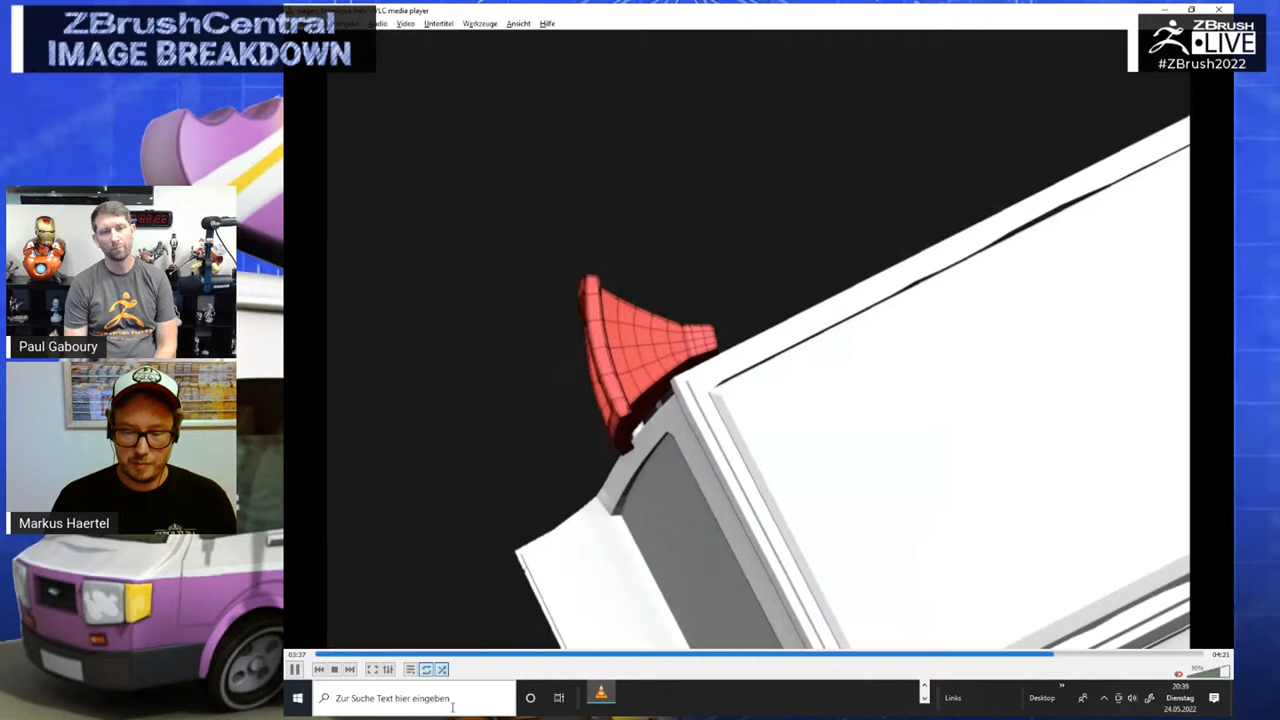 ZBrushCentral
IMAGE BREAKDOWN
VLC media player
Audio
Video
Untertitel
Werkzeuge
Ansicht
Hilfe
ZBRUSH
LIVE
#ZBrush2022
Paul Gaboury
Markus Haertel
03:37
04:21
Zur Suche Text hier eingeben
Links
Desktop
20:39
Dienstag
24.05.2022